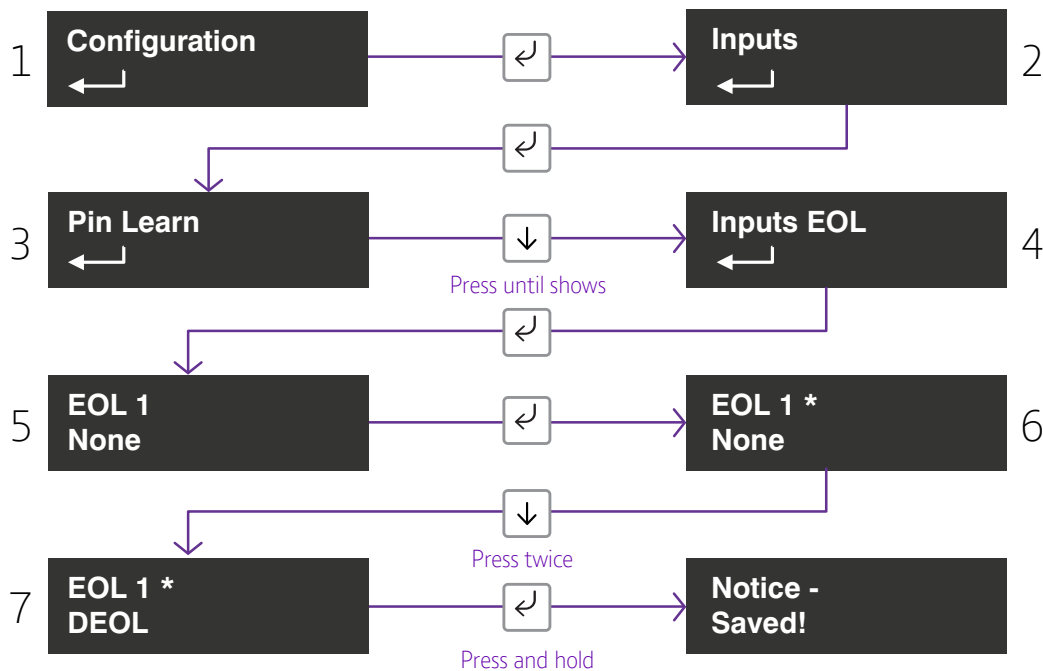 1
Configuration
Inputs
2
3
Pin Learn
Inputs EOL
4
Press until shows
5
EOL 1
None
EOL 1 *
None
6
Press twice
7
EOL 1 *
DEOL
Notice -
Saved!
Press and hold